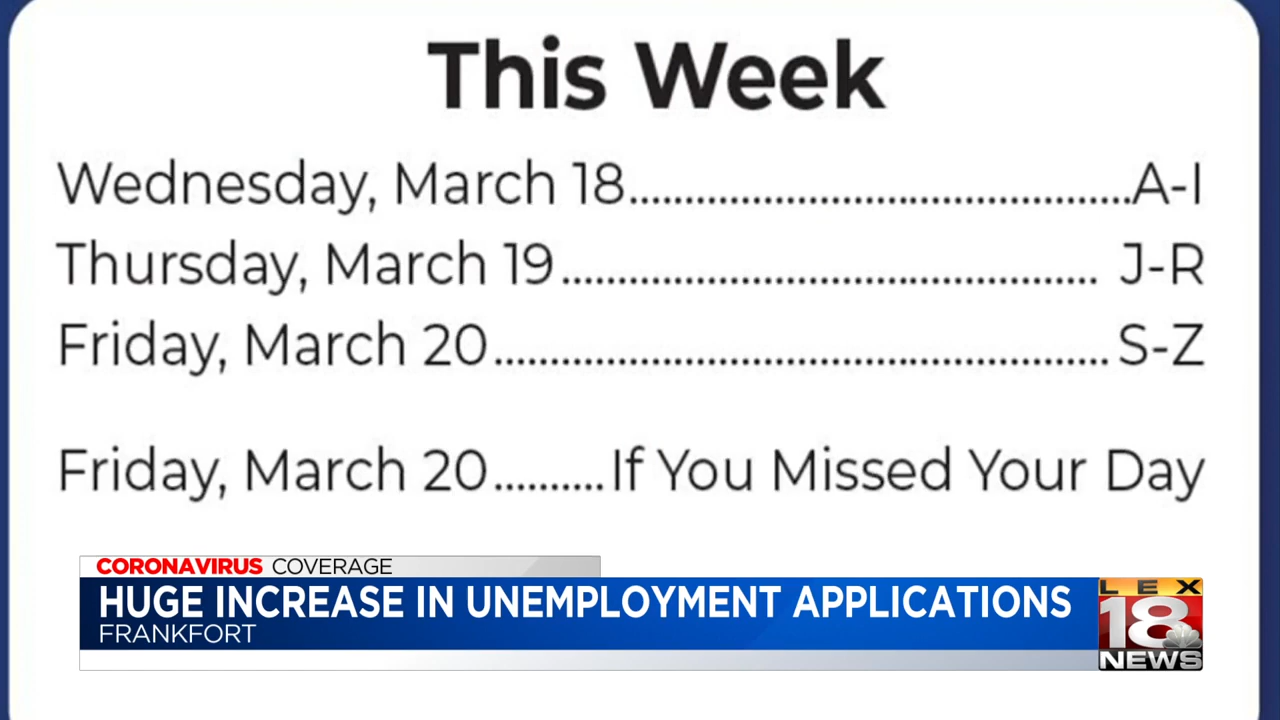 This Week
Wednesday, March 18.............................................A-I
Thursday, March 19................................................ J-R
Friday, March 20....................................................... S-Z
Friday, March 20..........If You Missed Your Day
CORONAVIRUS COVERAGE
HUGE INCREASE IN UNEMPLOYMENT APPLICATIONS
FRANKFORT
LEX
18
NEWS